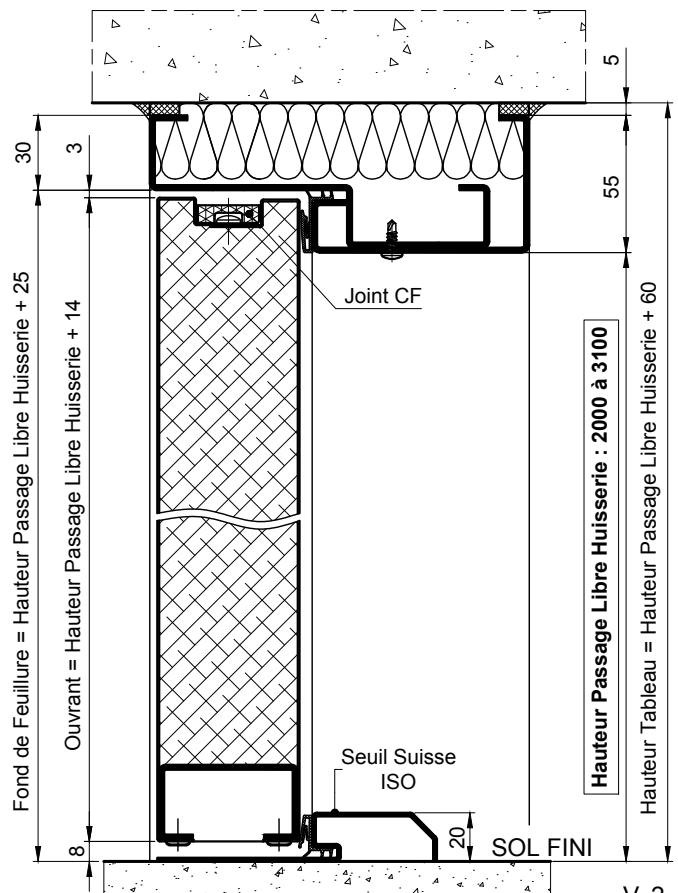 5
30
3
55
Joint CF
Fond de Feuillure = Hauteur Passage Libre Huisserie + 25
Ouvrant = Hauteur Passage Libre Huisserie + 14
Hauteur Passage Libre Huisserie : 2000 à 3100
Hauteur Tableau = Hauteur Passage Libre Huisserie + 60
Seuil Suisse
ISO
8
20
SOL FINI